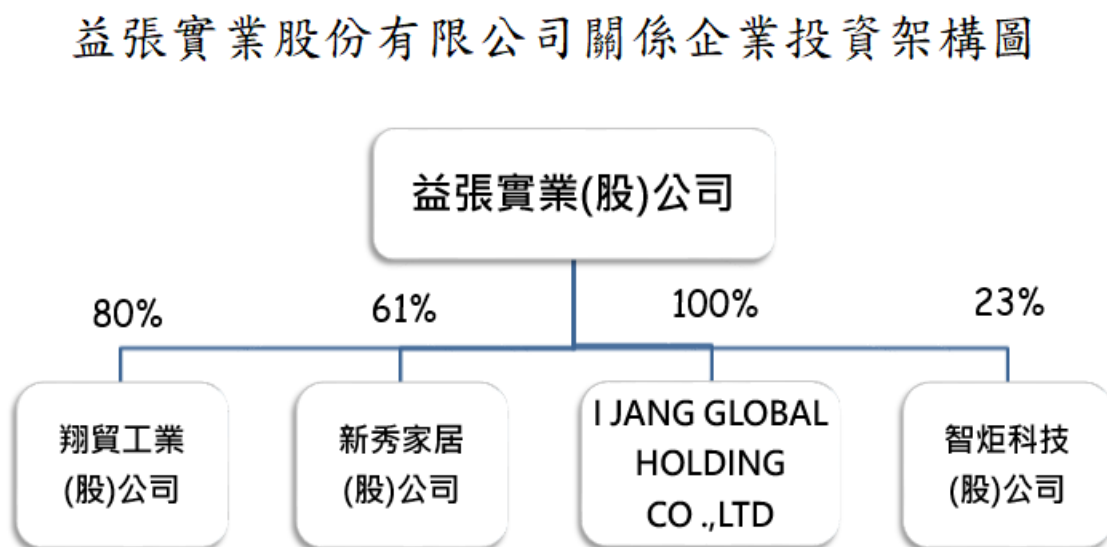 益張實業股份有限公司關係企業投資架構圖
益張實業(股)公司
80%
61%
100%
23%
翔貿工業
(股)公司
新秀家居
(股)公司
I JANG GLOBAL
HOLDING
CO .,LTD
智炬科技
(股)公司